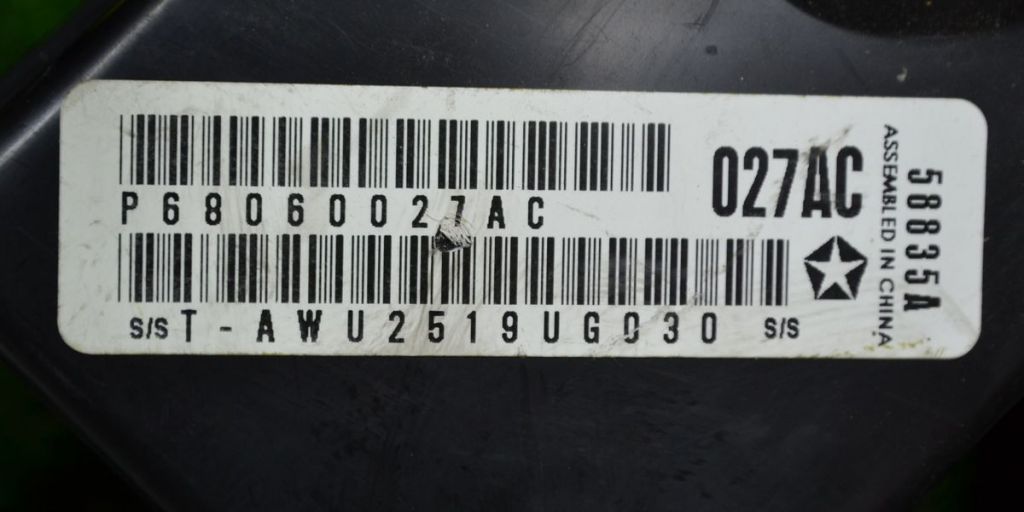 P68060027AC
027AC
S/S T-AWU2519UG030 S/S
ASSEMBLED IN CHINA
58835A